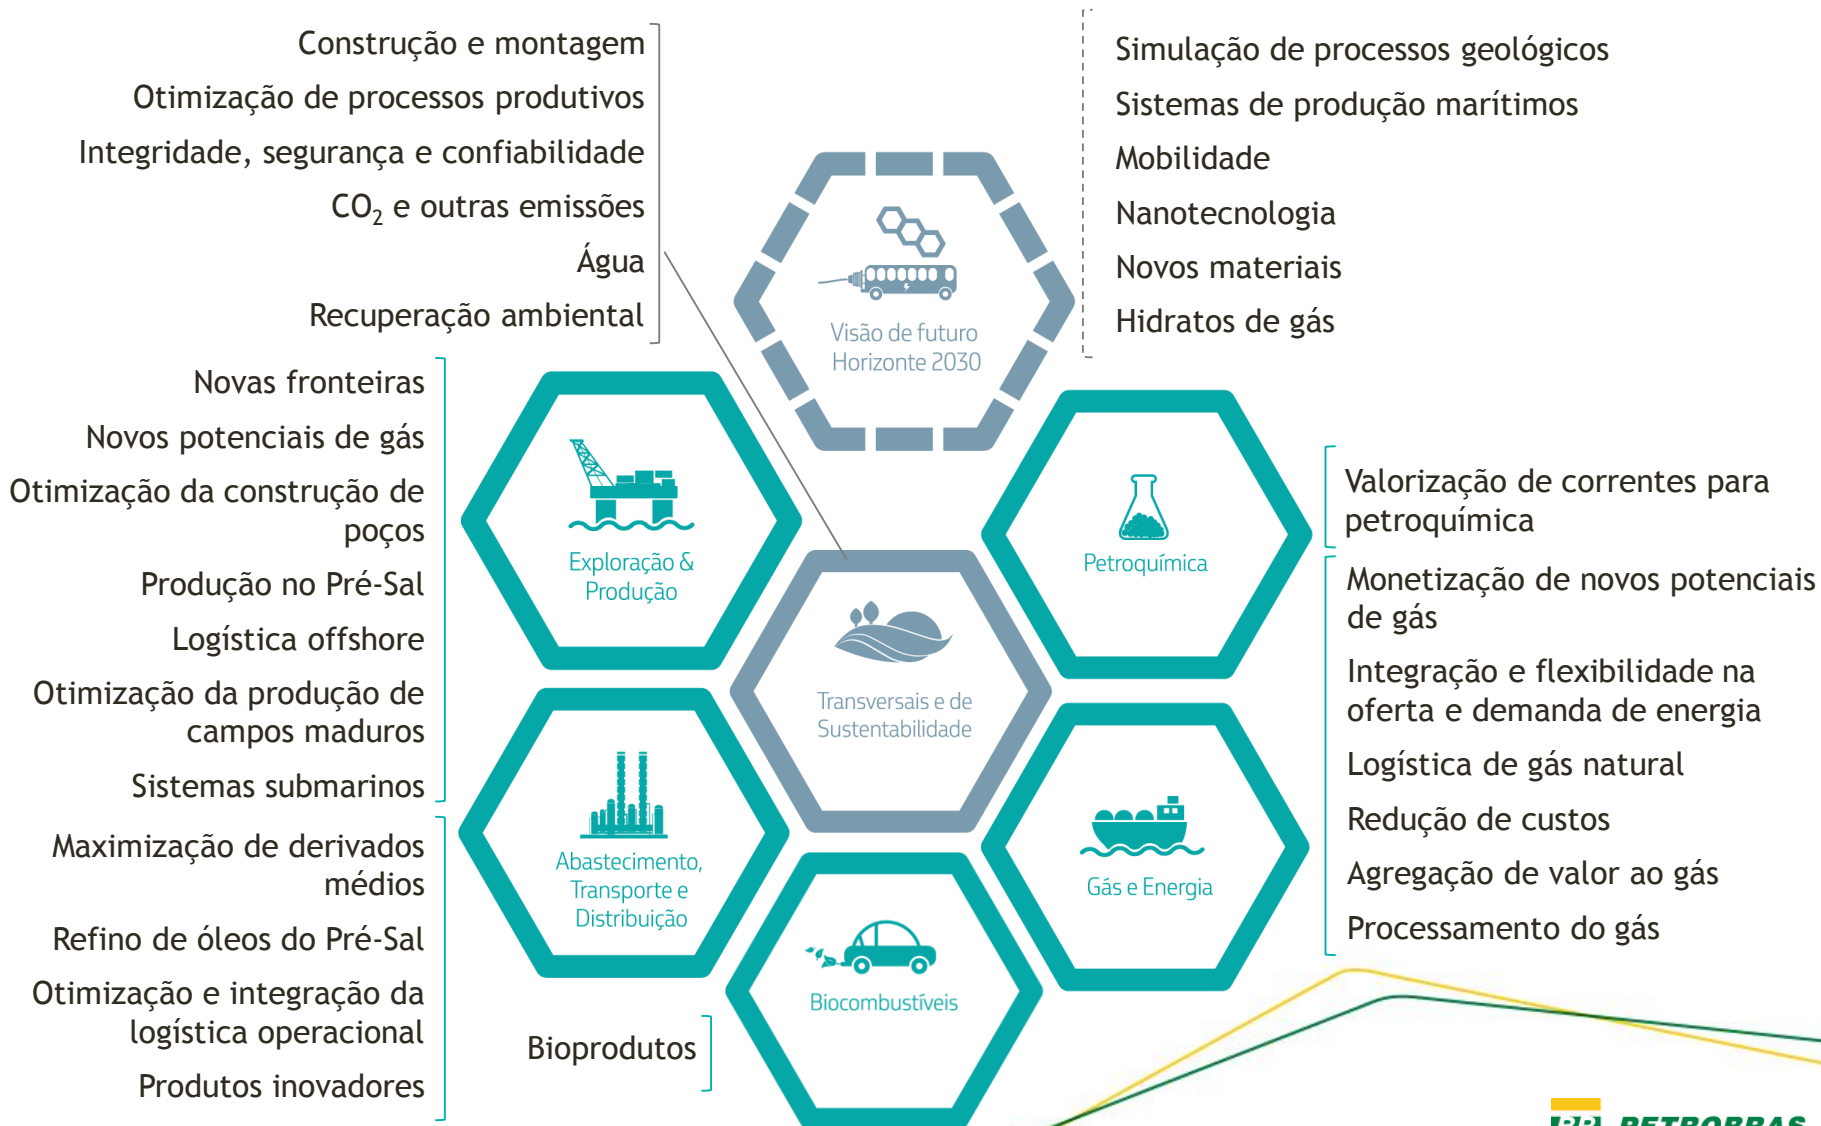 Construção e montagem
Otimização de processos produtivos
Integridade, segurança e confiabilidade
CO₂ e outras emissões
Água
Recuperação ambiental
Simulação de processos geológicos
Sistemas de produção marítimos
Mobilidade
Nanotecnologia
Novos materiais
Hidratos de gás
Visão de futuro
Horizonte 2030
Novas fronteiras
Novos potenciais de gás
Otimização da construção de
poços
Produção no Pré-Sal
Logística offshore
Otimização da produção de
campos maduros
Sistemas submarinos
Exploração &
Produção
Petroquímica
Valorização de correntes para
petroquímica
Transversais e de
Sustentabilidade
Monetização de novos potenciais
de gás
Integração e flexibilidade na
oferta e demanda de energia
Logística de gás natural
Redução de custos
Agregação de valor ao gás
Processamento do gás
Gás e Energia
Maximização de derivados
médios
Refino de óleos do Pré-Sal
Otimização e integração da
logística operacional
Produtos inovadores
Abastecimento,
Transporte e
Distribuição
Biocombustíveis
Bioprodutos
BR PETROBRAS